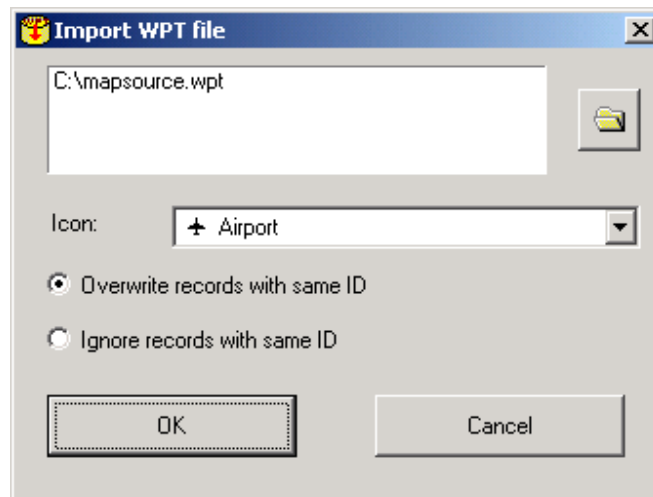 Import WPT file
C:\mapsource.wpt
Icon:
Airport
Overwrite records with same ID
Ignore records with same ID
OK
Cancel